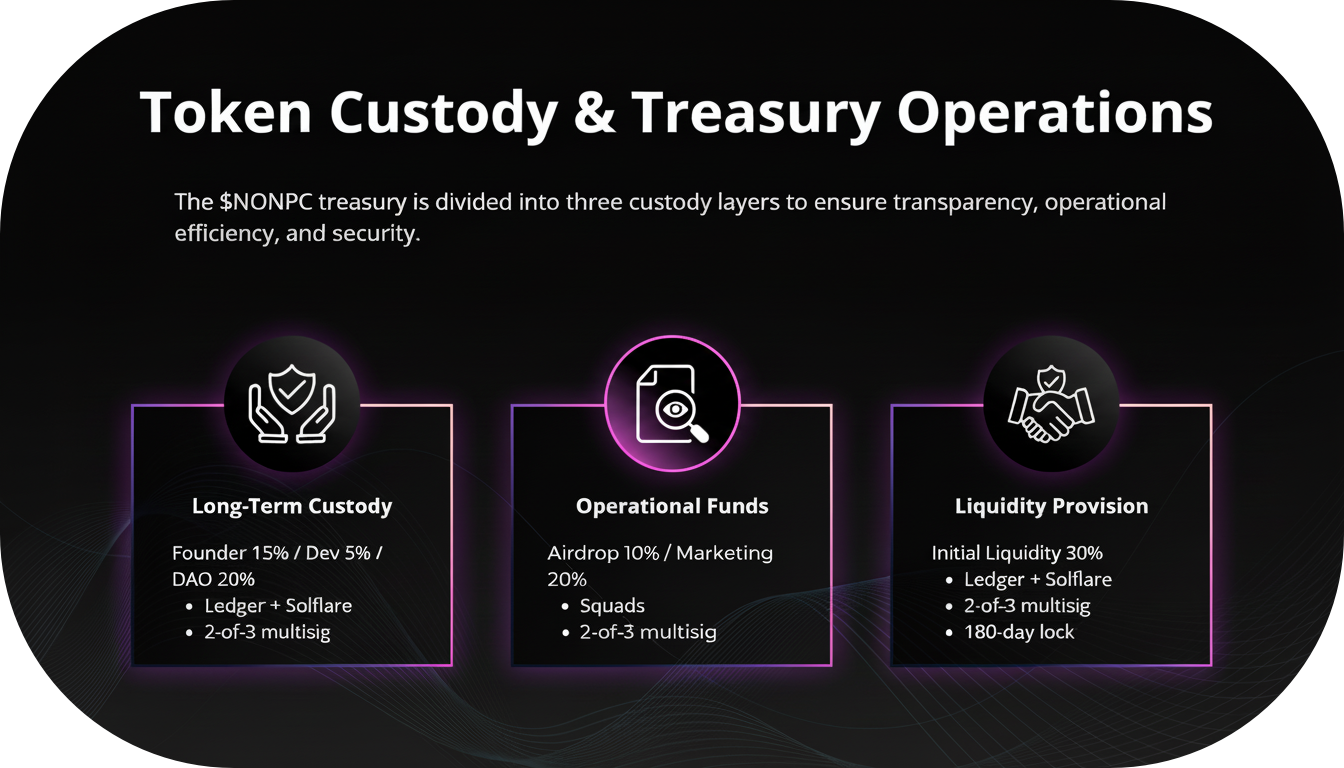 Token Custody & Treasury Operations
The $NONPC treasury is divided into three custody layers to ensure transparency, operational
efficiency, and security.
Long-Term Custody
Founder 15% / Dev 5% /
DAO 20%
• Ledger + Solflare
• 2-of-3 multisig
Operational Funds
Airdrop 10% / Marketing
20%
• Squads
• 2-of-3 multisig
Liquidity Provision
Initial Liquidity 30%
• Ledger + Solflare
• 2-of-3 multisig
• 180-day lock